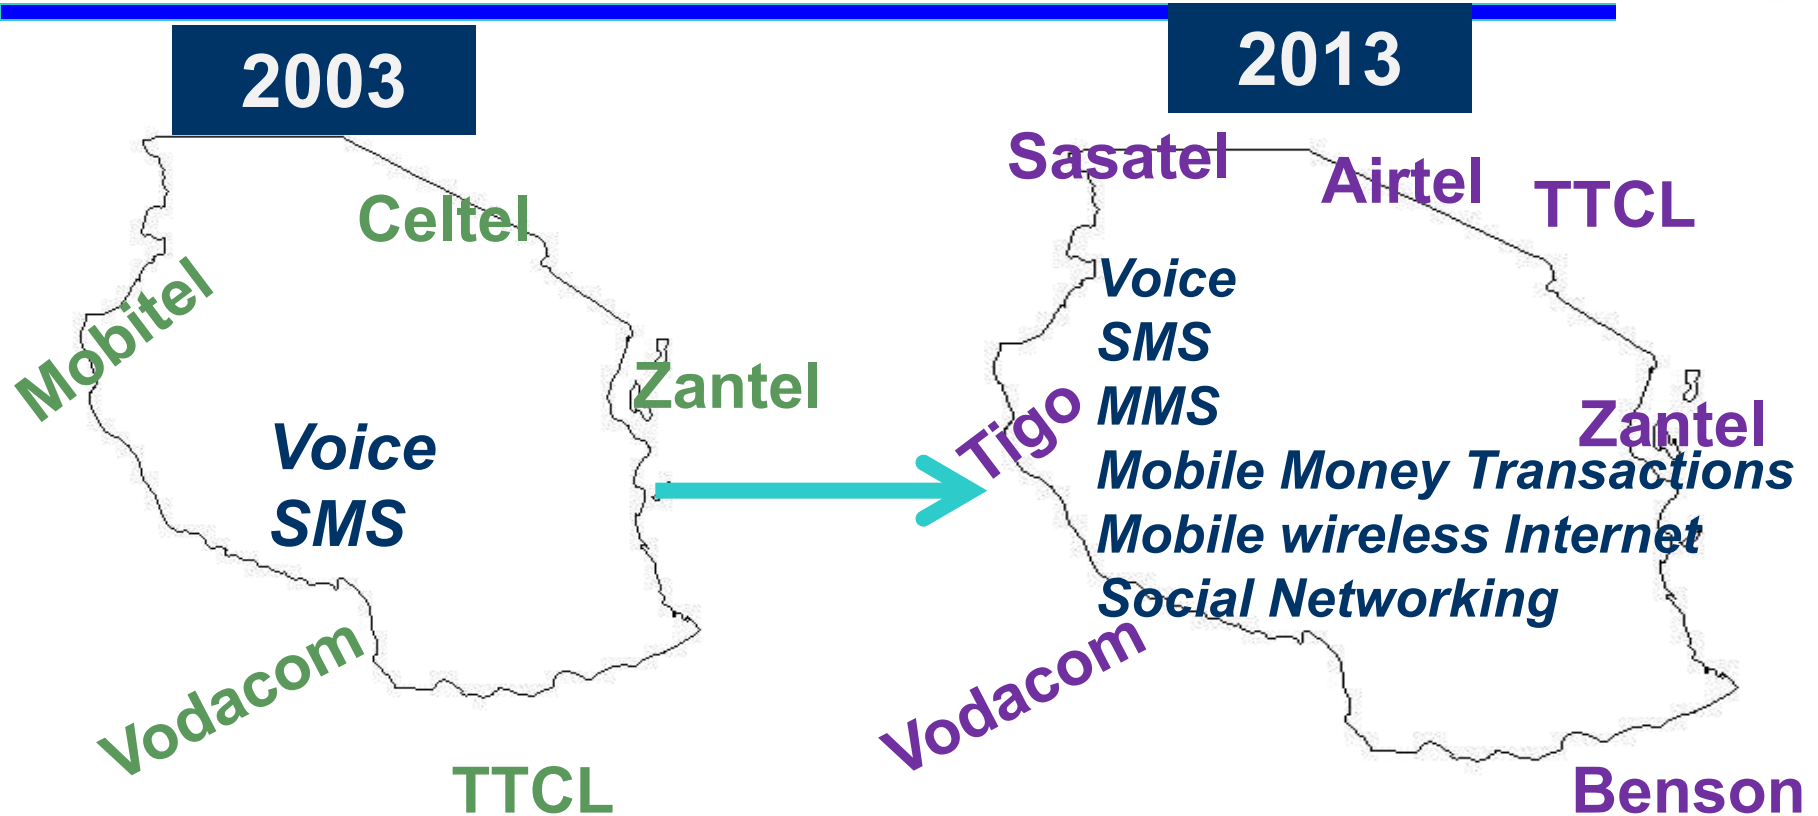 2003
Celtel
Mobitel
Zantel
Voice
SMS
Vodacom
TTCL
2013
Sasatel
Airtel
TTCL
Voice
SMS
MMS
Tigo
Zantel
Mobile Money Transactions
Mobile wireless Internet
Social Networking
Vodacom
Benson